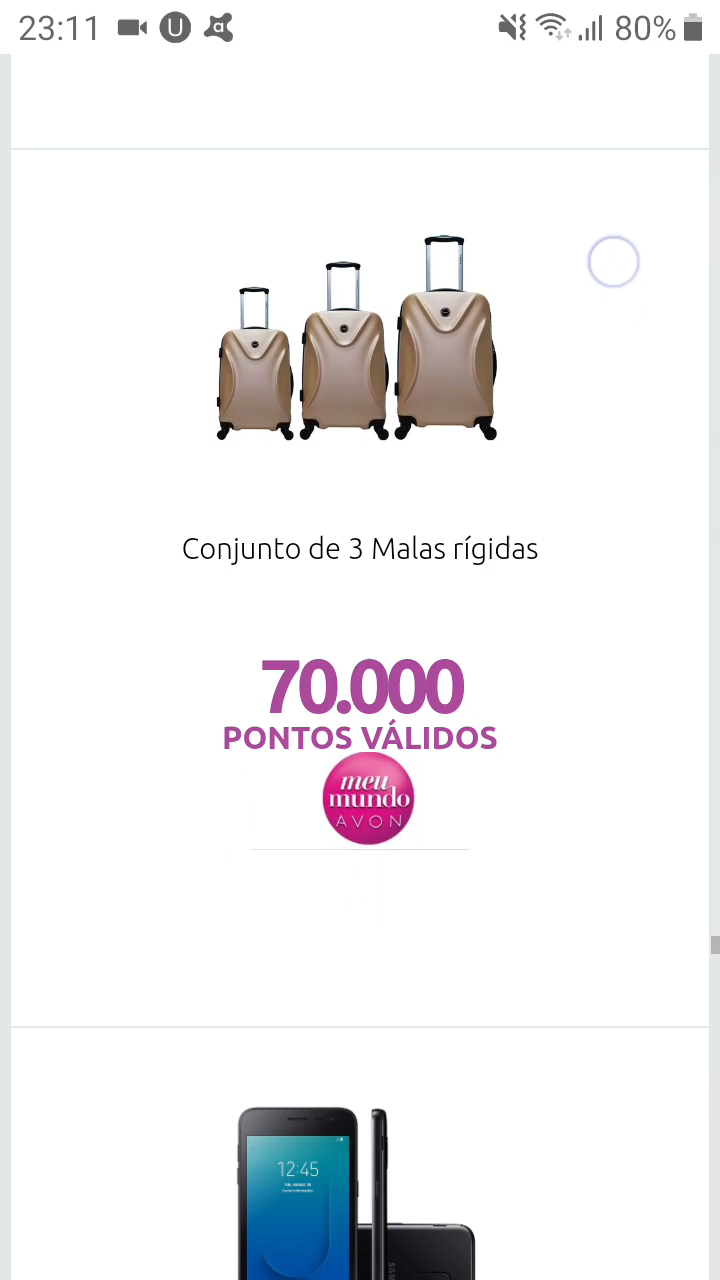 23:11
80%
Conjunto de 3 Malas rígidas
70.000
PONTOS VÁLIDOS
meu
mundo
AVON
12:45